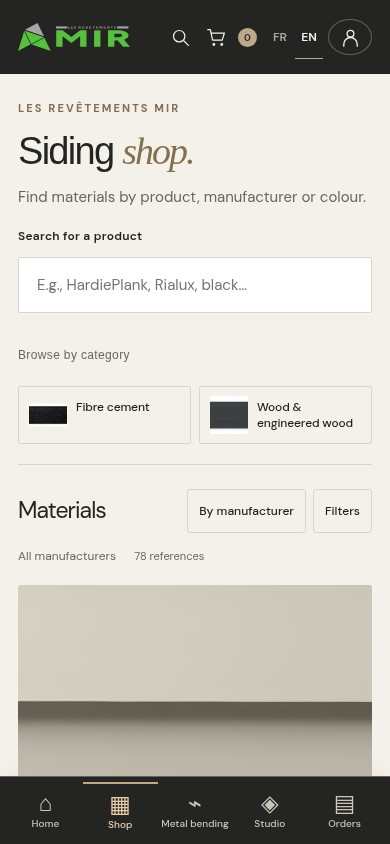 LES REVÊTEMENTS
MIR
0
FR
EN
LES REVÊTEMENTS MIR
Siding shop.
Find materials by product, manufacturer or colour.
Search for a product
E.g., HardiePlank, Rialux, black...
Browse by category
Fibre cement
Wood &
engineered wood
Materials
By manufacturer
Filters
All manufacturers
78 references
Home
Shop
Metal bending
Studio
Orders